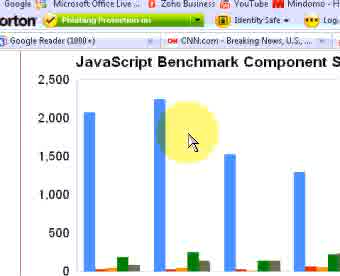 Google Microsoft Office Live ... Zoho Business YouTube Mindomo - H
orton Phishing Protection on Identity Safe Log
Google Reader (1000+) CNN.com - Breaking News, U.S., ...
JavaScript Benchmark Component S
2,500
2,000
1,500
1,000
500
0